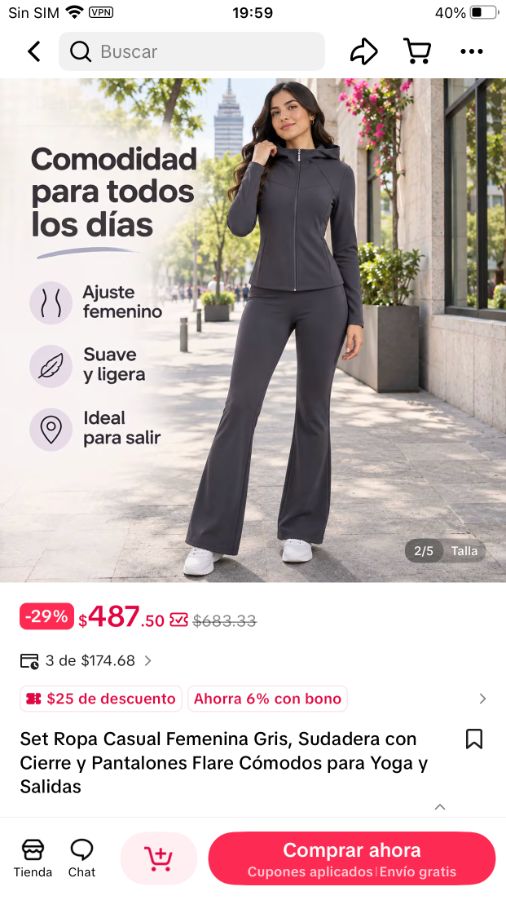 Sin SIM VPN 19:59 40%
Buscar
Comodidad
para todos
los días
Ajuste
femenino
Suave
y ligera
Ideal
para salir
2/5 Talla
-29% $487.50 $683.33
3 de $174.68
$25 de descuento Ahorra 6% con bono
Set Ropa Casual Femenina Gris, Sudadera con
Cierre y Pantalones Flare Cómodos para Yoga y
Salidas
Tienda Chat
Comprar ahora
Cupones aplicados | Envío gratis